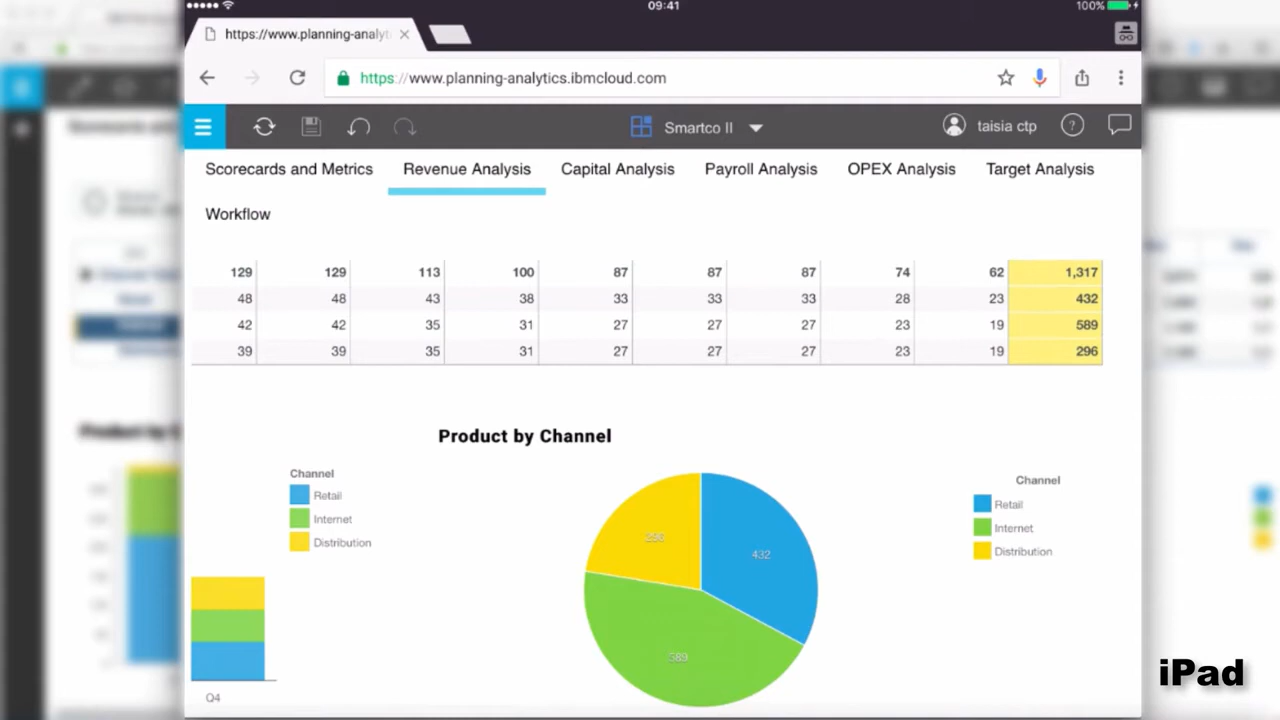 09:41
100%
https://www.planning-analyt
https://www.planning-analytics.ibmcloud.com
Smartco II
taisia ctp
?
Scorecards and Metrics Revenue Analysis Capital Analysis Payroll Analysis OPEX Analysis Target Analysis
Workflow
129 129 113 100 87 87 87 74 62 1,317
48 48 43 38 33 33 33 28 23 432
42 42 35 31 27 27 27 23 19 589
39 39 35 31 27 27 27 23 19 296
Product by Channel
Channel
Retail
Internet
Distribution
Q4
296
432
589
Channel
Retail
Internet
Distribution
iPad